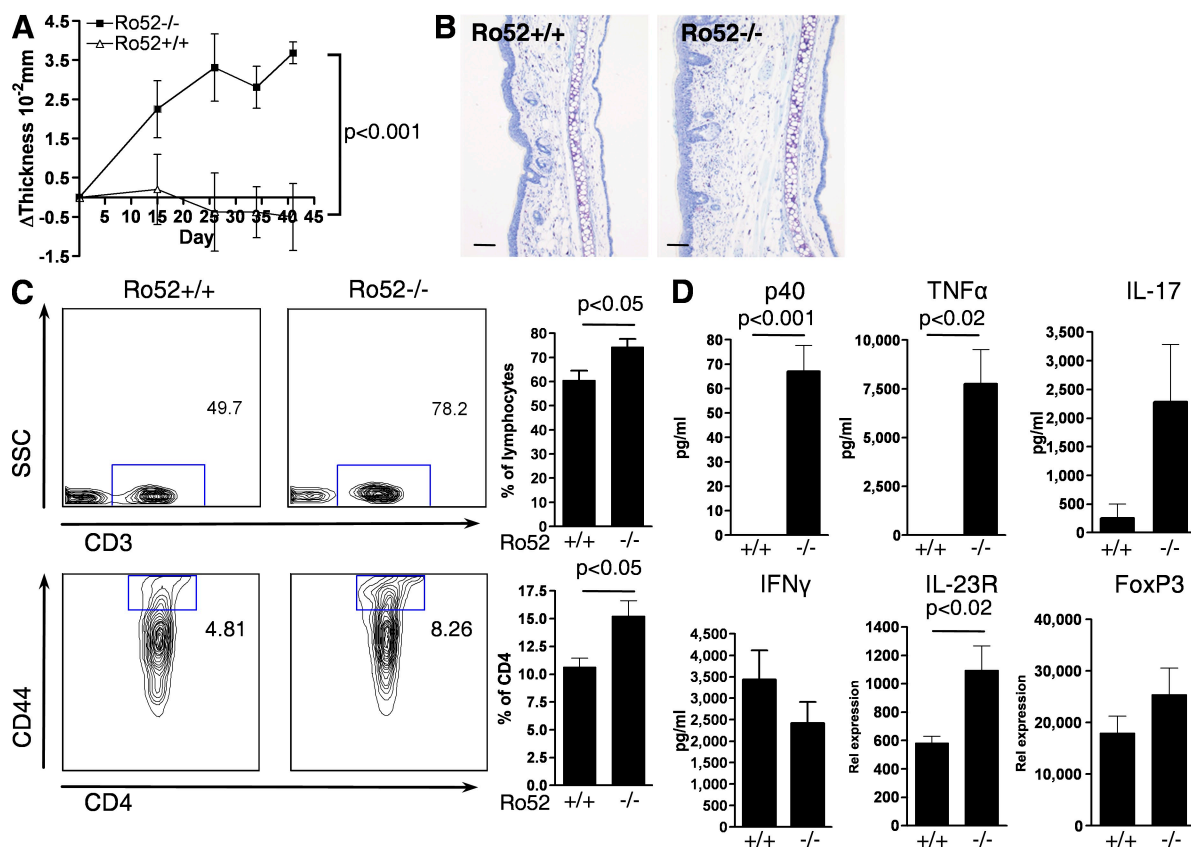 A
4.5
3.5
2.5
1.5
0.5
-0.5
-1.5
ΔThickness 10-2mm
Ro52-/-
Ro52+/+
5 10 15 20 25 30 35 40 45
Day
p<0.001
B
Ro52+/+
Ro52-/-
C
Ro52+/+
Ro52-/-
SSC
49.7
78.2
CD3
p<0.05
% of lymphocytes
80
70
60
50
40
30
20
10
0
Ro52 +/+ -/-
CD44
4.81
8.26
CD4
p<0.05
% of CD4
17.5
15.0
12.5
10.0
7.5
5.0
2.5
0.0
Ro52 +/+ -/-
D
p40
p<0.001
pg/ml
80
70
60
50
40
30
20
10
0
+/+ -/-
TNFα
p<0.02
pg/ml
10,000
7,500
5,000
2,500
0
+/+ -/-
IL-17
pg/ml
3,500
3,000
2,500
2,000
1,500
1,000
500
0
+/+ -/-
IFNγ
pg/ml
4,500
4,000
3,500
3,000
2,500
2,000
1,500
1,000
500
0
+/+ -/-
IL-23R
p<0.02
Rel expression
1400
1200
1000
800
600
400
200
0
+/+ -/-
FoxP3
Rel expression
40,000
30,000
20,000
10,000
0
+/+ -/-